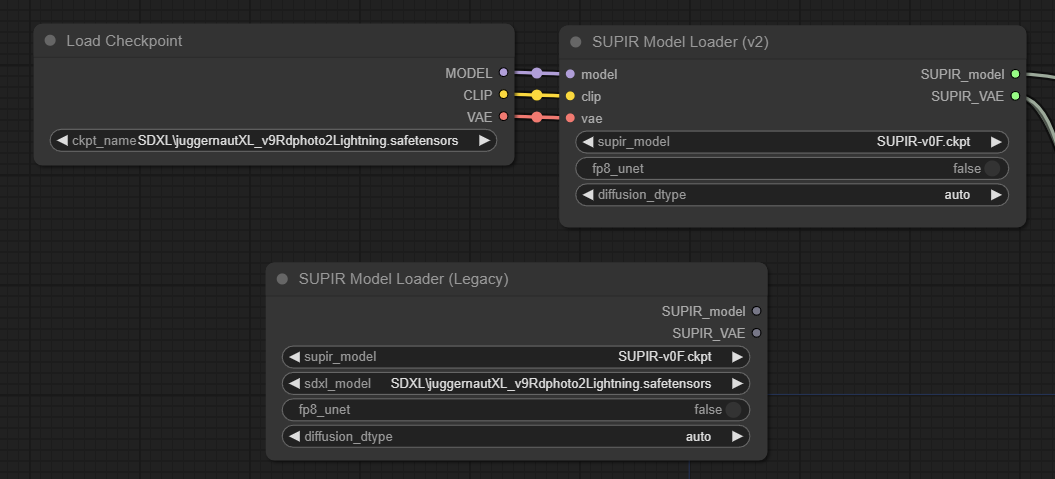 Load Checkpoint
MODEL
CLIP
VAE
ckpt_name SDXL\juggernautXL_v9Rdphoto2Lightning.safetensors
SUPIR Model Loader (v2)
model SUPIR_model
clip SUPIR_VAE
vae
supir_model SUPIR-v0F.ckpt
fp8_unet false
diffusion_dtype auto
SUPIR Model Loader (Legacy)
SUPIR_model
SUPIR_VAE
supir_model SUPIR-v0F.ckpt
sdxl_model SDXL\juggernautXL_v9Rdphoto2Lightning.safetensors
fp8_unet false
diffusion_dtype auto